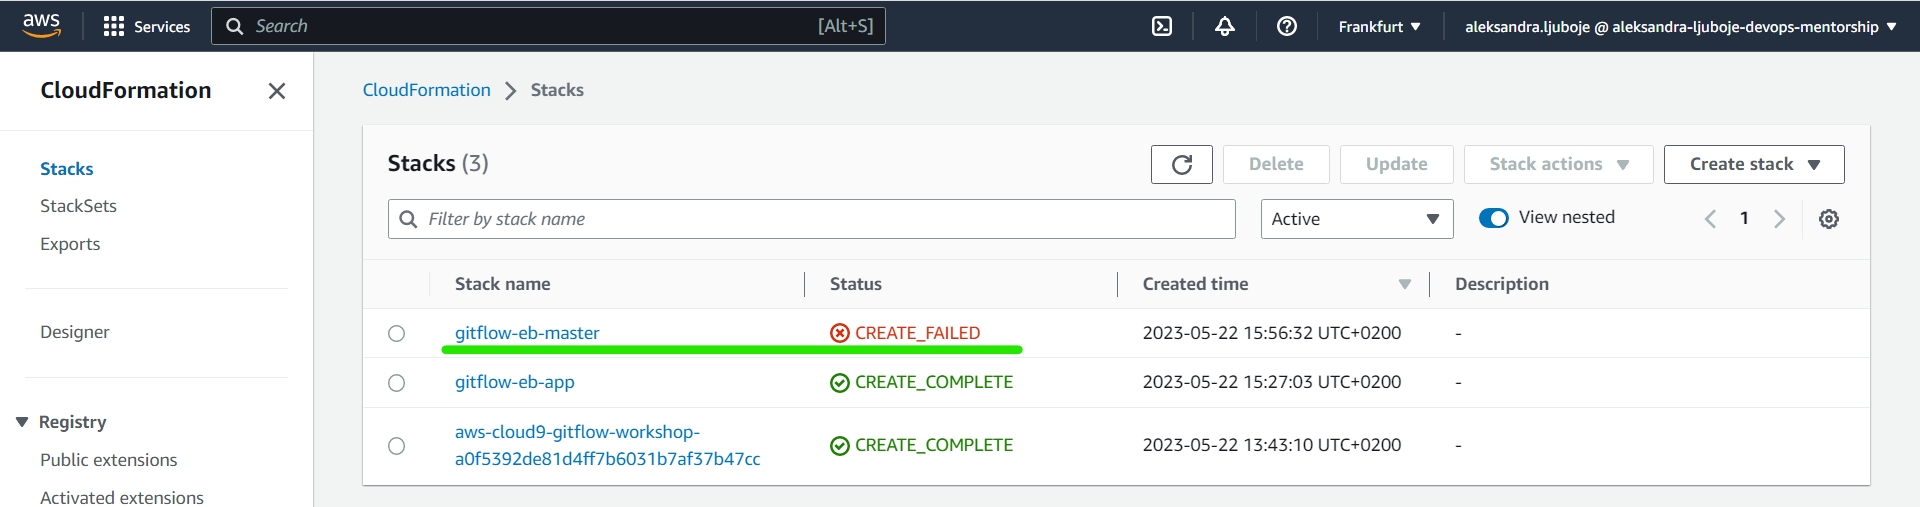 aws Services Search [Alt+S] Frankfurt aleksandra.ljuboje @ aleksandra-ljuboje-devops-mentorship
CloudFormation
Stacks
StackSets
Exports
Designer
Registry
Public extensions
Activated extensions
CloudFormation Stacks
Stacks (3) Delete Update Stack actions Create stack
Filter by stack name Active View nested 1
Stack name Status Created time Description
gitflow-eb-master CREATE_FAILED 2023-05-22 15:56:32 UTC+0200 -
gitflow-eb-app CREATE_COMPLETE 2023-05-22 15:27:03 UTC+0200 -
aws-cloud9-gitflow-workshop-
a0f5392de81d4ff7b6031b7af37b47cc CREATE_COMPLETE 2023-05-22 13:43:10 UTC+0200 -